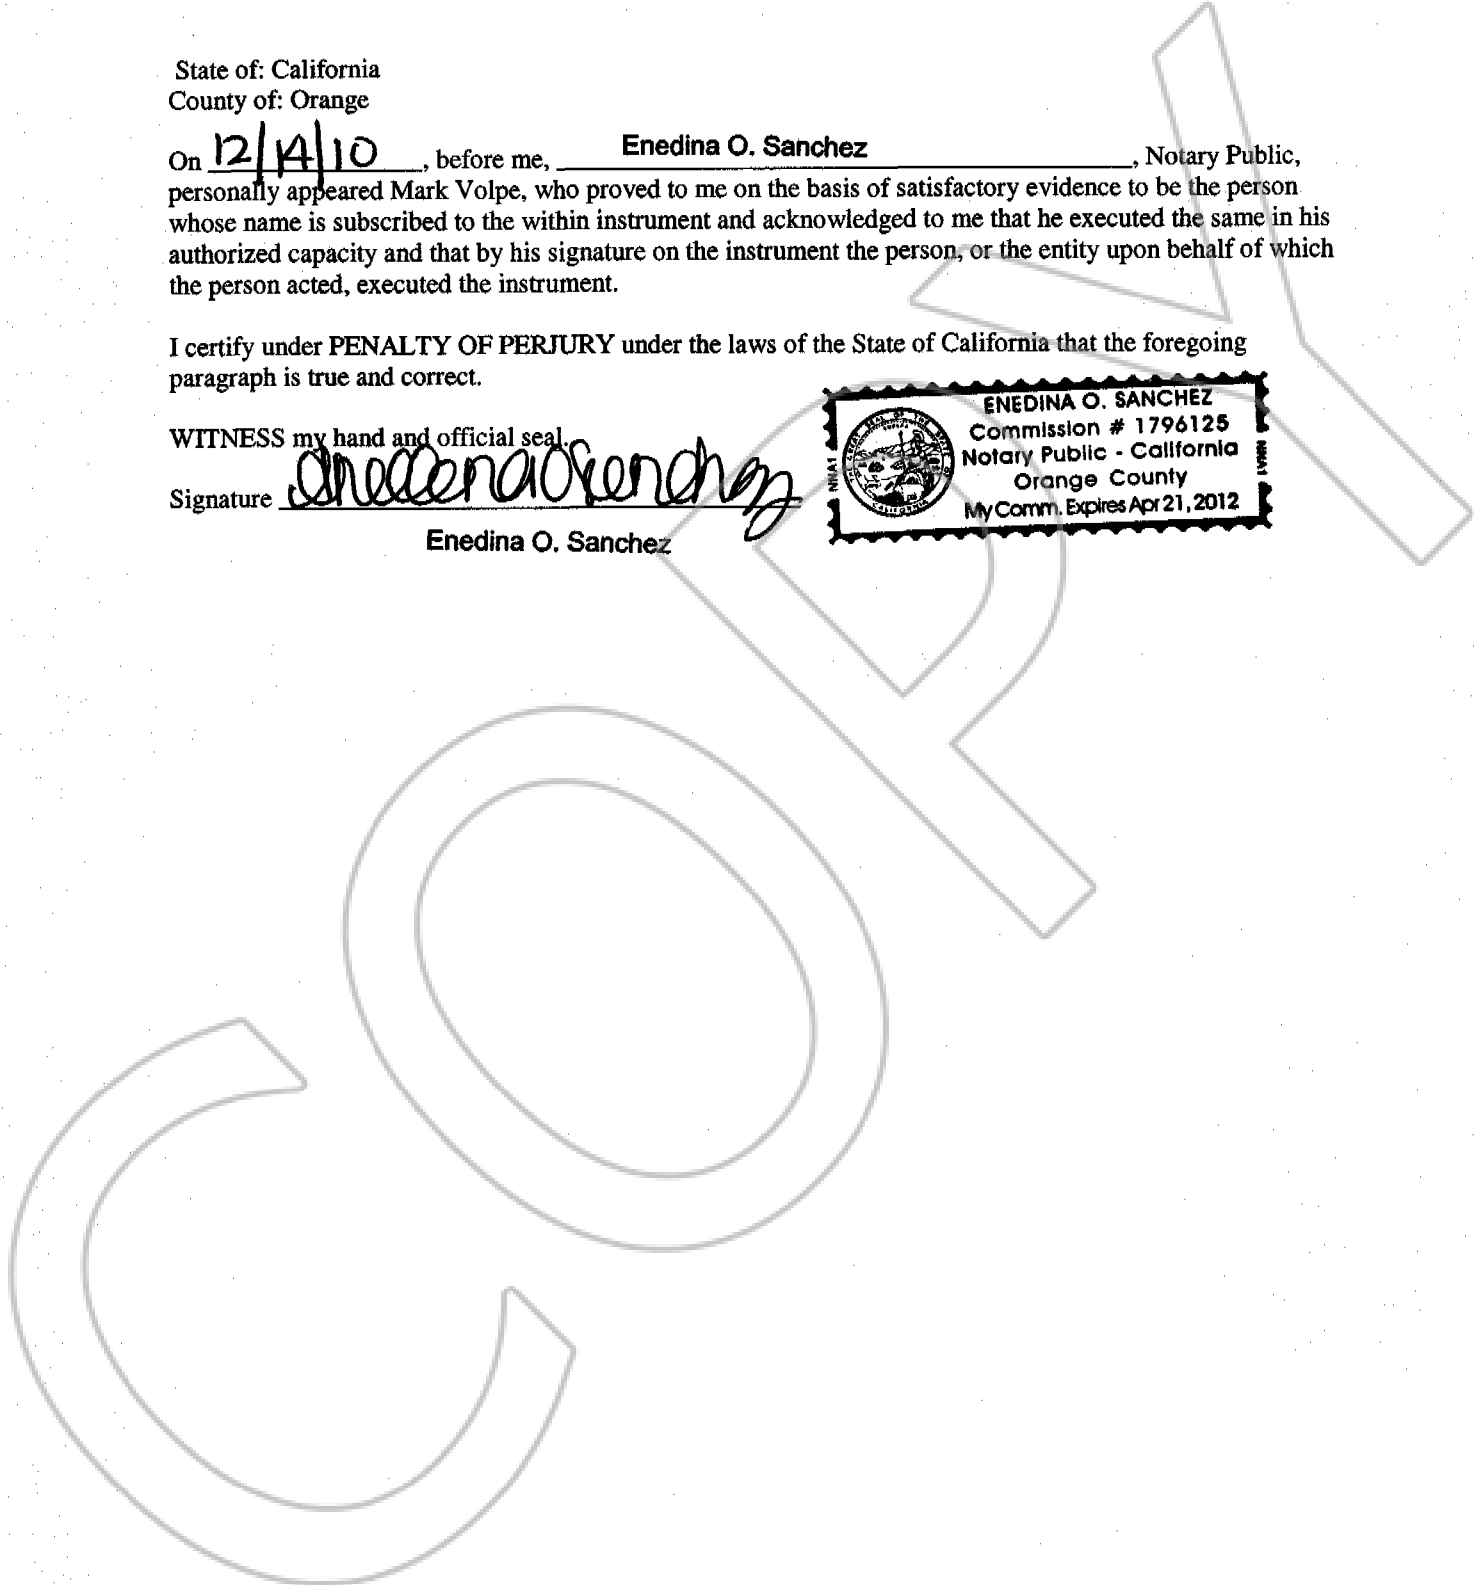 State of: California
County of: Orange
On 12/14/10, before me, Enedina O. Sanchez, Notary Public,
personally appeared Mark Volpe, who proved to me on the basis of satisfactory evidence to be the person
whose name is subscribed to the within instrument and acknowledged to me that he executed the same in his
authorized capacity and that by his signature on the instrument the person, or the entity upon behalf of which
the person acted, executed the instrument.
I certify under PENALTY OF PERJURY under the laws of the State of California that the foregoing
paragraph is true and correct.
WITNESS my hand and official seal.
Signature Enedina O Sanchez
Enedina O. Sanchez
ENEDINA O. SANCHEZ
Commission # 1796125
Notary Public - California
Orange County
My Comm. Expires Apr 21, 2012
NNA1
NNA1
COPY